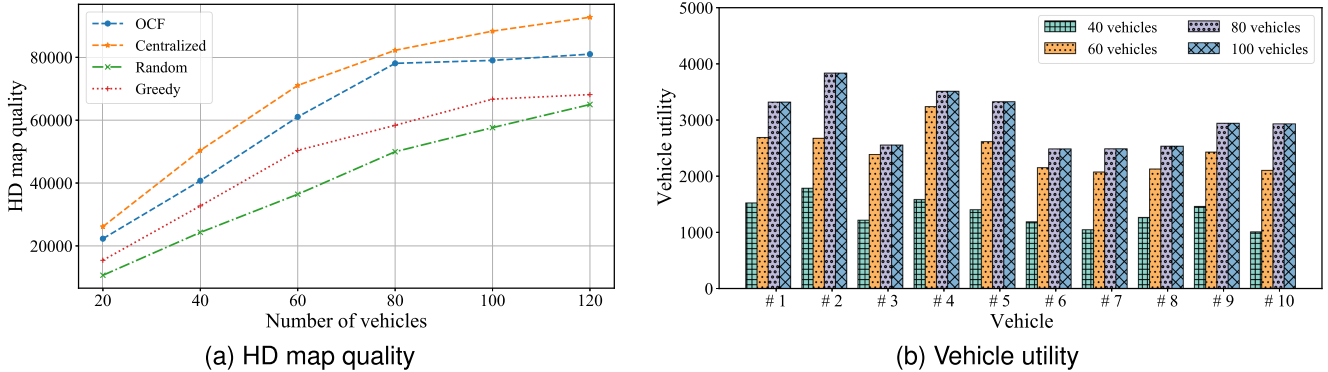 OCF
Centralized
Random
Greedy
80000
60000
40000
20000
HD map quality
20 40 60 80 100 120
Number of vehicles
(a) HD map quality
40 vehicles
60 vehicles
80 vehicles
100 vehicles
5000
4000
3000
2000
1000
0
Vehicle utility
# 1 # 2 # 3 # 4 # 5 # 6 # 7 # 8 # 9 # 10
Vehicle
(b) Vehicle utility